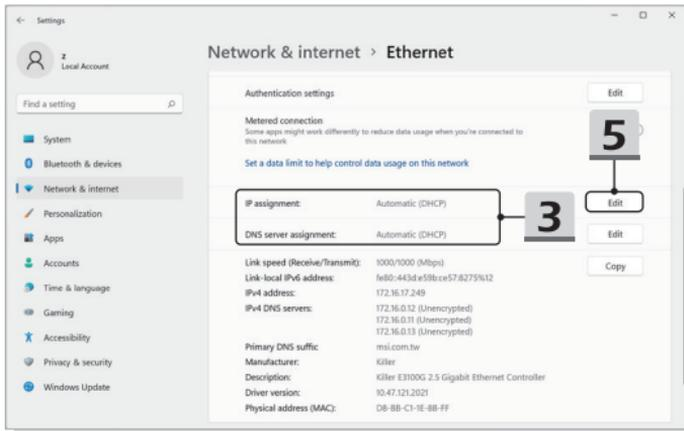 Settings
z
Local Account
Find a setting
System
Bluetooth & devices
Network & internet
Personalization
Apps
Accounts
Time & language
Gaming
Accessibility
Privacy & security
Windows Update
Network & internet > Ethernet
Authentication settings Edit
Metered connection
Some apps might work differently to reduce data usage when you're connected to
this network
5
Set a data limit to help control data usage on this network
IP assignment: Automatic (DHCP) Edit
3
DNS server assignment: Automatic (DHCP) Edit
Link speed (Receive/Transmit): 1000/1000 (Mbps) Copy
Link-local IPv6 address: fe80::443d:e59b:ce57:8275%12
IPv4 address: 172.16.17.249
IPv4 DNS servers: 172.16.0.12 (Unencrypted)
172.16.0.11 (Unencrypted)
172.16.0.13 (Unencrypted)
Primary DNS suffic msi.com.tw
Manufacturer: Killer
Description: Killer E3100G 2.5 Gigabit Ethernet Controller
Driver version: 10.47.121.2021
Physical address (MAC): D8-BB-C1-1E-8B-FF